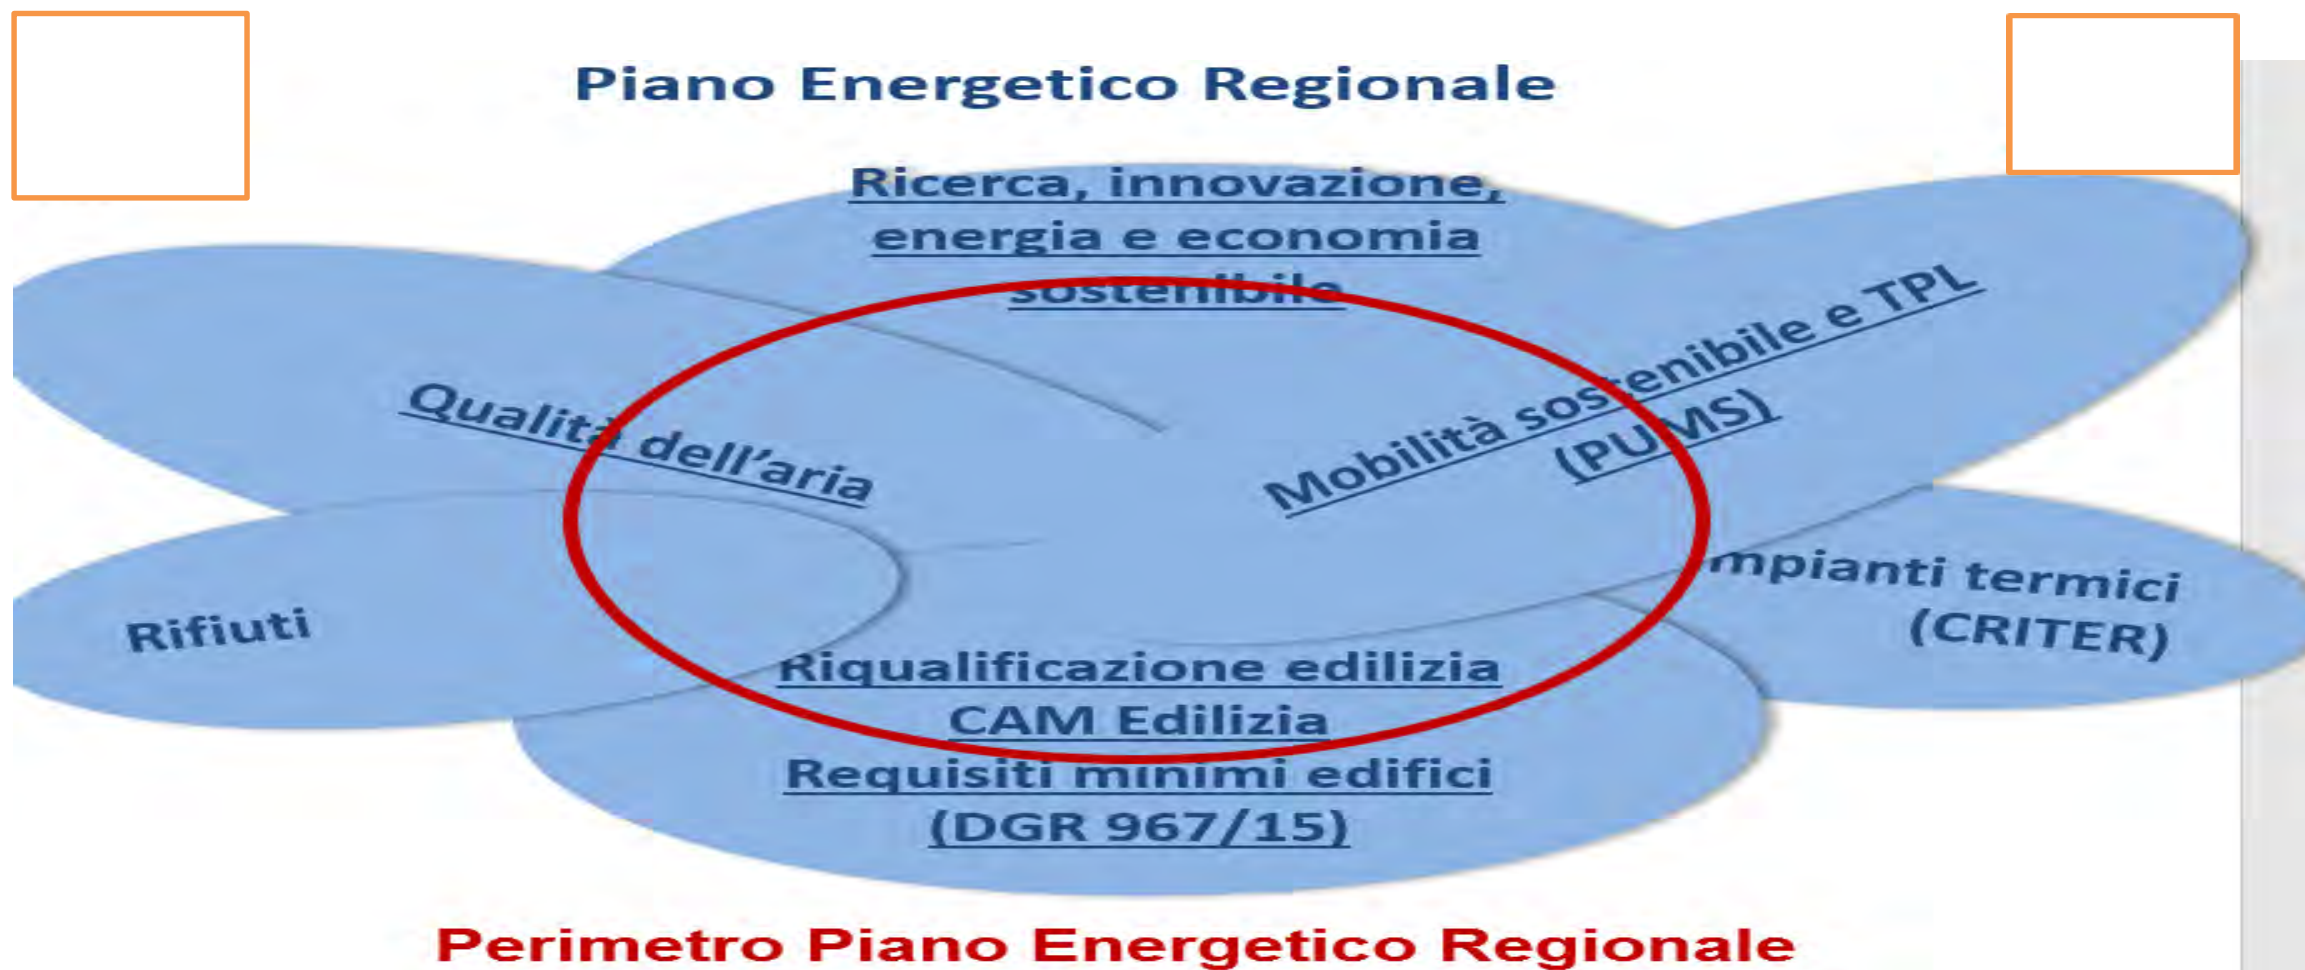 Piano Energetico Regionale
Ricerca, innovazione,
energia e economia
sostenibile
Qualità dell'aria
Mobilità sostenibile e TPL
(PUMS)
mpianti termici
(CRITER)
Rifiuti
Riqualificazione edilizia
CAM Edilizia
Requisiti minimi edifici
(DGR 967/15)
Perimetro Piano Energetico Regionale